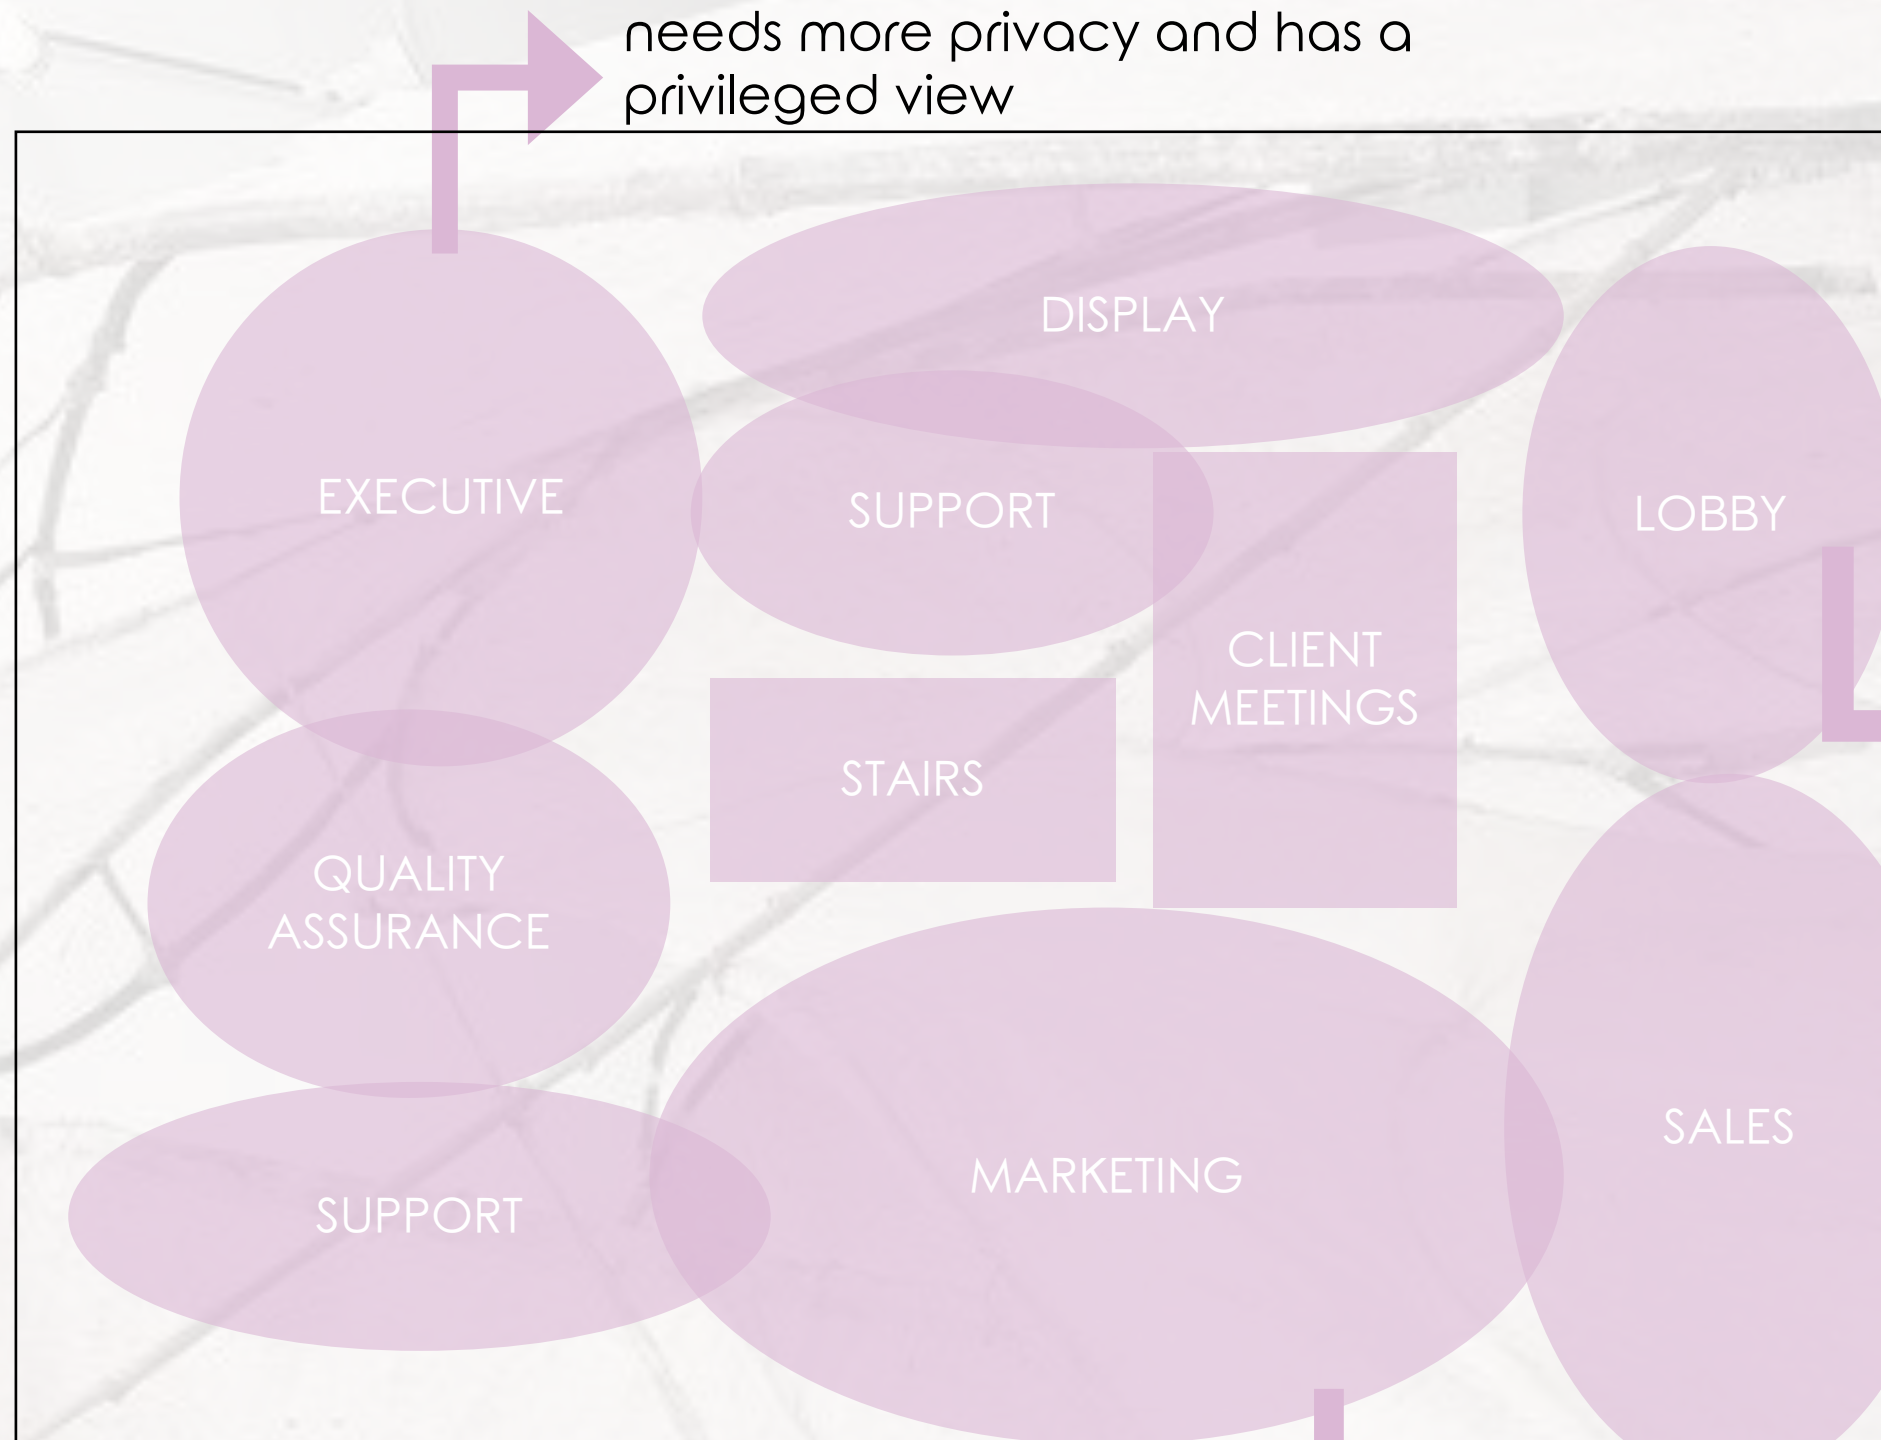 needs more privacy and has a
privileged view
DISPLAY
EXECUTIVE
SUPPORT
LOBBY
CLIENT
MEETINGS
STAIRS
QUALITY
ASSURANCE
SALES
MARKETING
SUPPORT